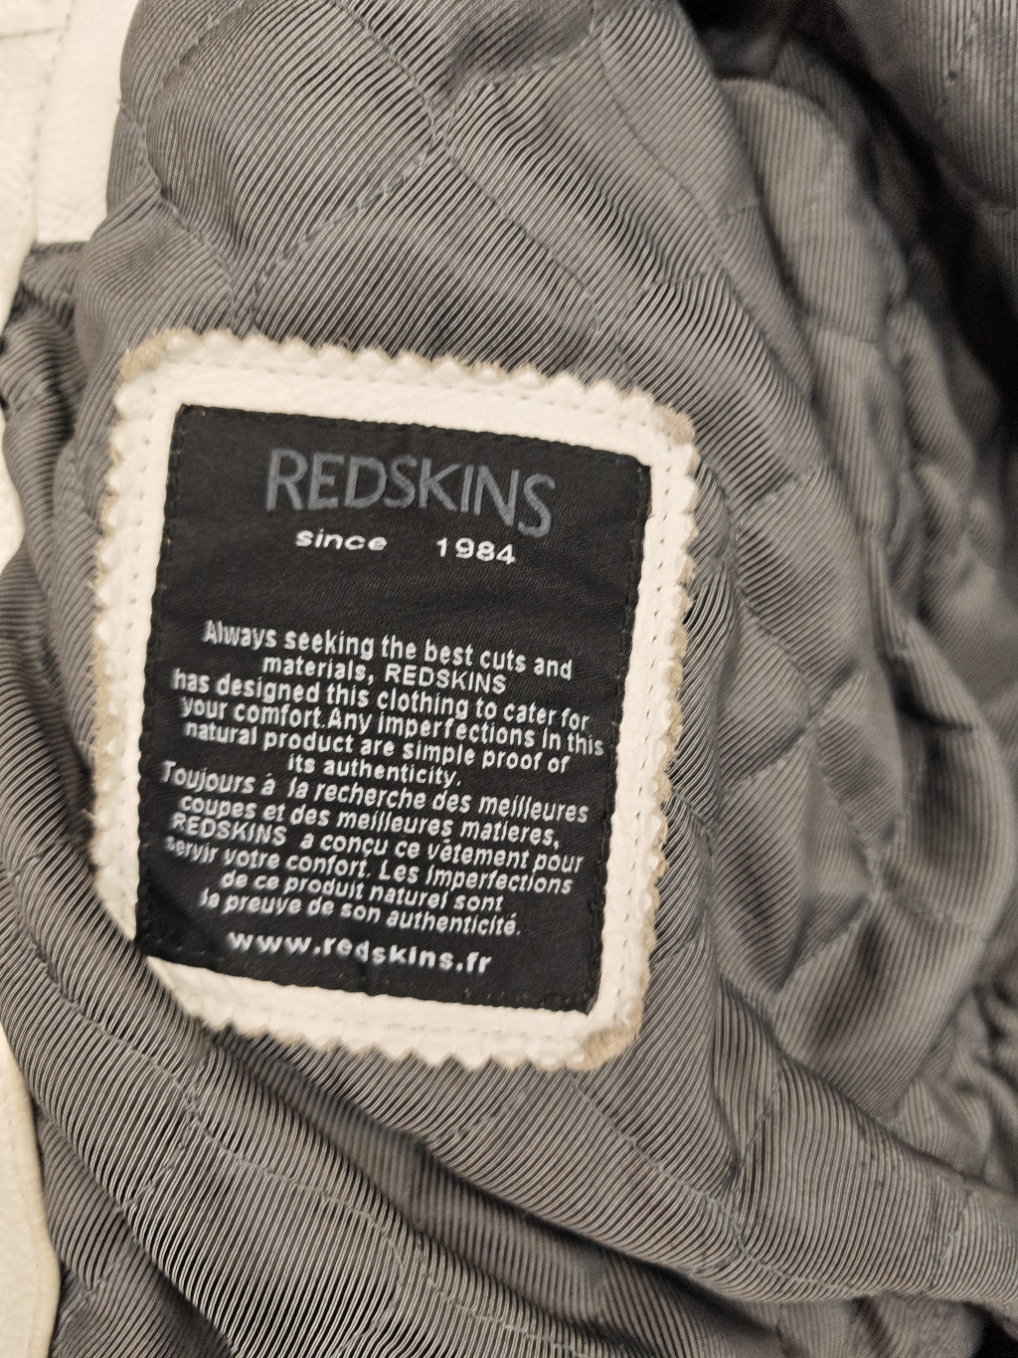 REDSKINS
since 1984
Always seeking the best cuts and
materials, REDSKINS
has designed this clothing to cater for
your comfort.Any imperfections in this
natural product are simple proof of
its authenticity.
Toujours à la recherche des meilleures
coupes et des meilleures matieres,
REDSKINS a conçu ce vêtement pour
servir votre confort. Les imperfections
de ce produit naturel sont
la preuve de son authenticité.
www.redskins.fr